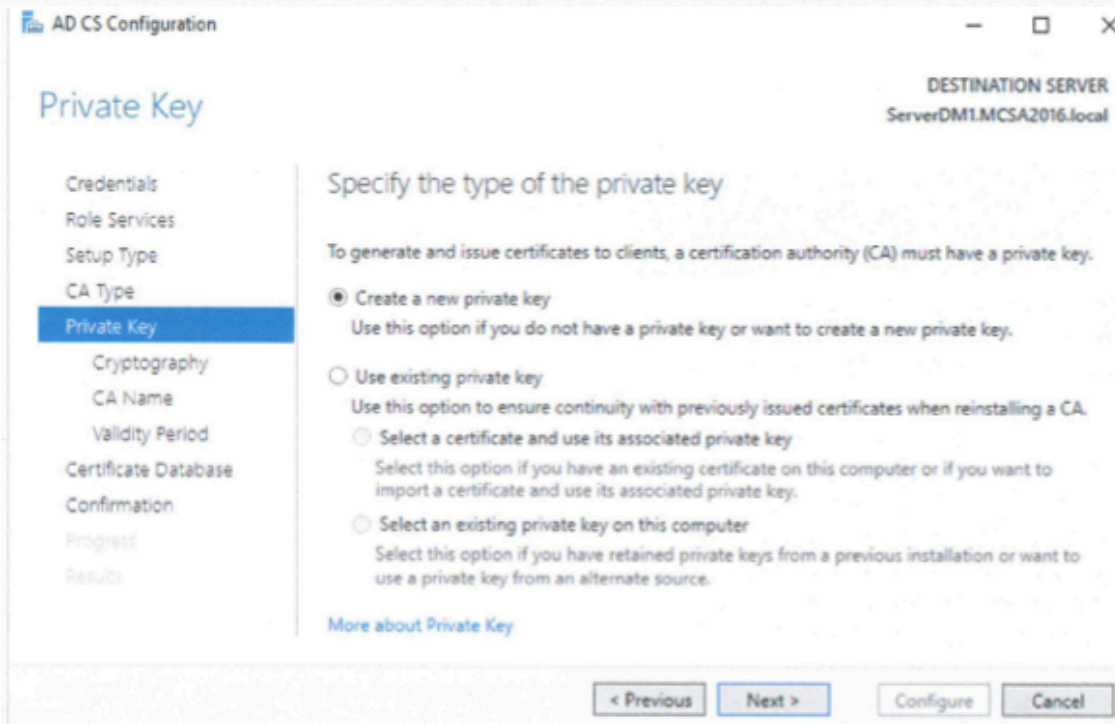 AD CS Configuration
DESTINATION SERVER
ServerDM1.MCSA2016.local
Private Key
Credentials
Role Services
Setup Type
CA Type
Private Key
Cryptography
CA Name
Validity Period
Certificate Database
Confirmation
Progress
Results
Specify the type of the private key
To generate and issue certificates to clients, a certification authority (CA) must have a private key.
Create a new private key
Use this option if you do not have a private key or want to create a new private key.
Use existing private key
Use this option to ensure continuity with previously issued certificates when reinstalling a CA.
Select a certificate and use its associated private key
Select this option if you have an existing certificate on this computer or if you want to
import a certificate and use its associated private key.
Select an existing private key on this computer
Select this option if you have retained private keys from a previous installation or want to
use a private key from an alternate source.
More about Private Key
< Previous
Next >
Configure
Cancel